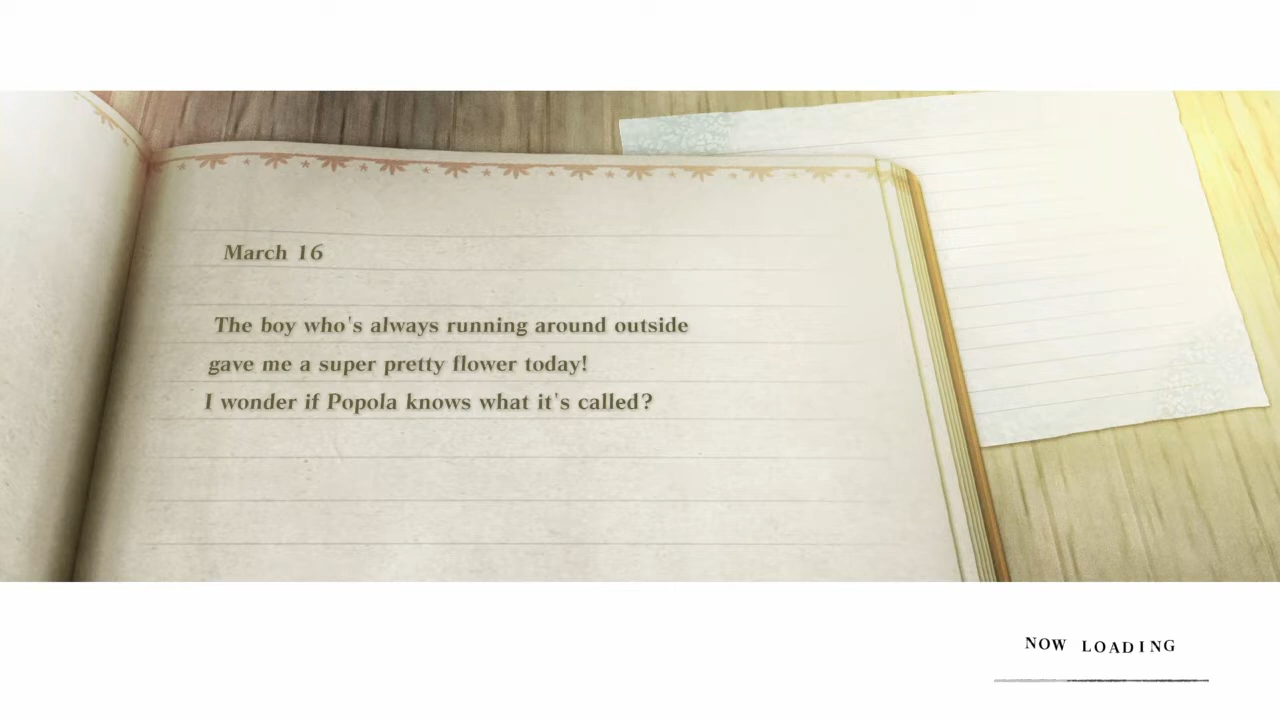 March 16
The boy who's always running around outside
gave me a super pretty flower today!
I wonder if Popola knows what it's called?
NOW LOADING